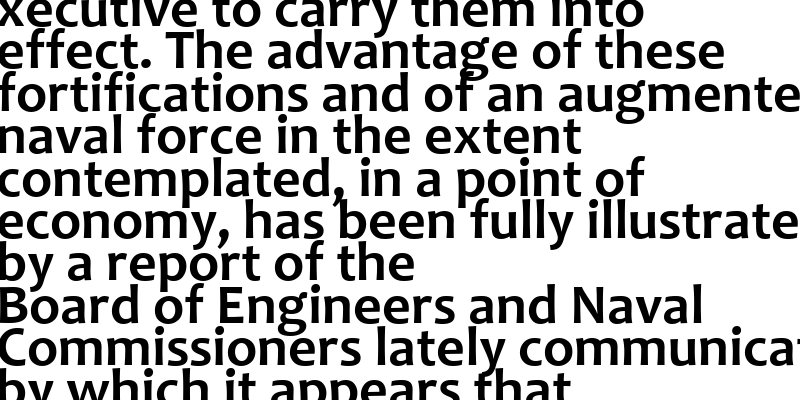 xecutive to carry them into
effect. The advantage of these
fortifications and of an augmente
naval force in the extent
contemplated, in a point of
economy, has been fully illustrate
by a report of the
Board of Engineers and Naval
Commissioners lately communicat
by which it appears that